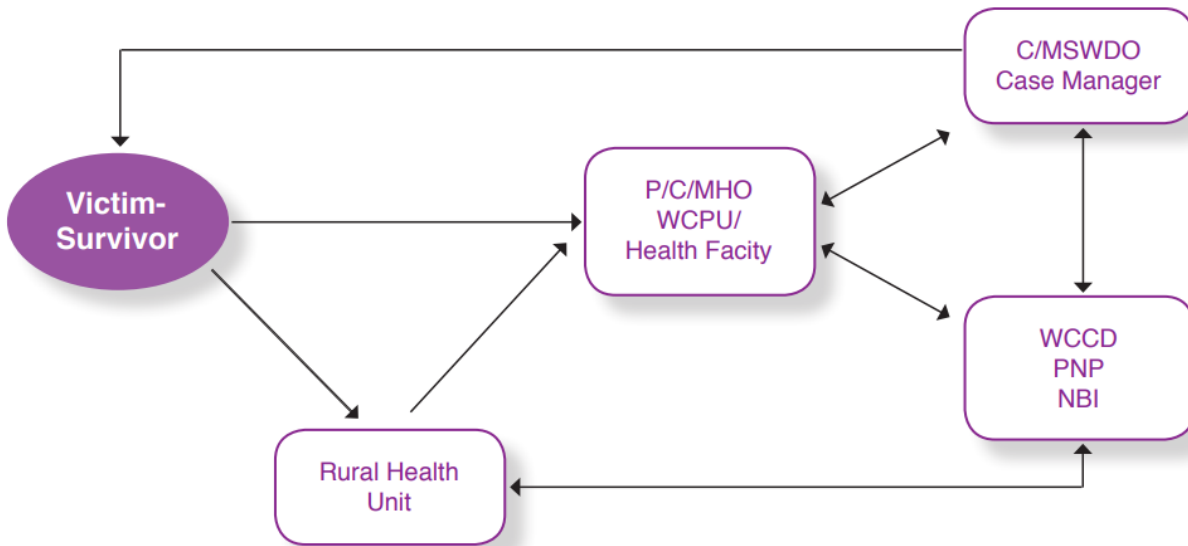 C/MSWDO
Case Manager
Victim-
Survivor
P/C/MHO
WCPU/
Health Facity
WCCD
PNP
NBI
Rural Health
Unit